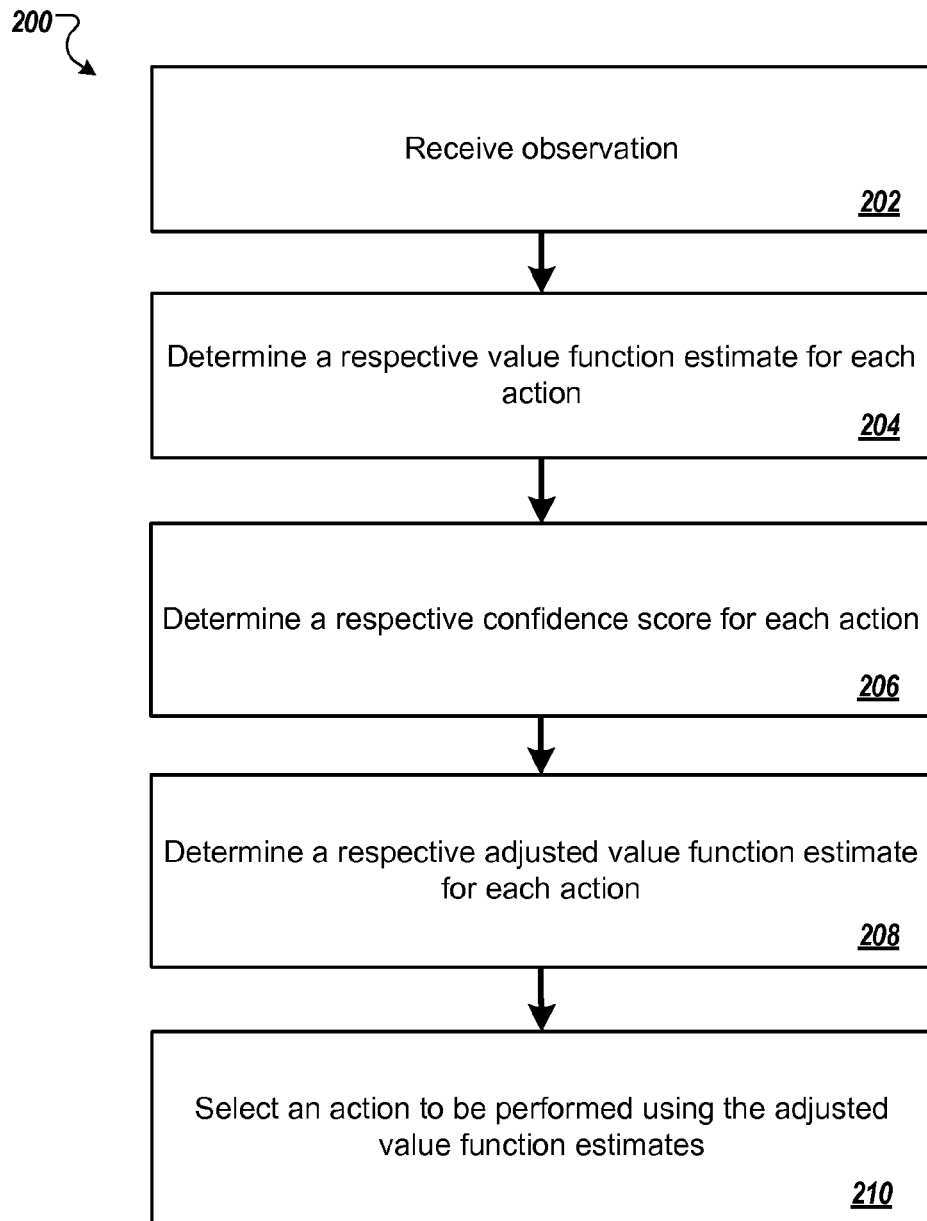 200
Receive observation
202
Determine a respective value function estimate for each
action
204
Determine a respective confidence score for each action
206
Determine a respective adjusted value function estimate
for each action
208
Select an action to be performed using the adjusted
value function estimates
210